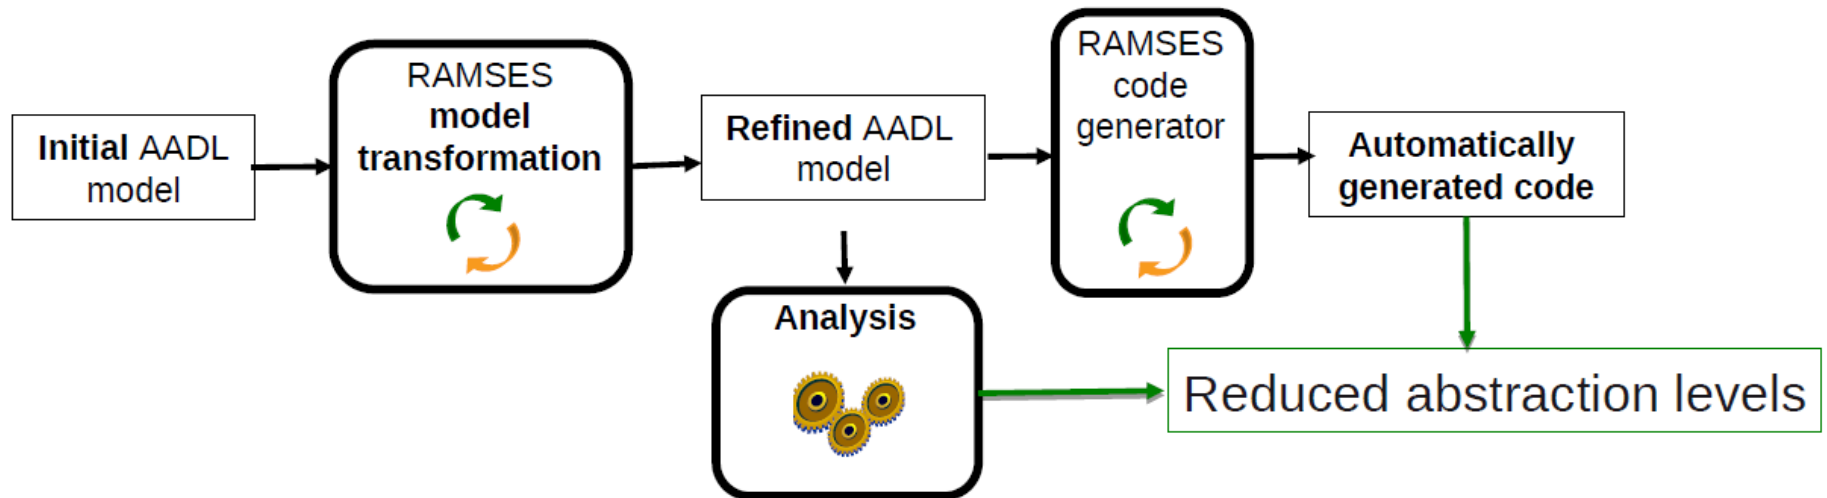 Initial AADL
model
RAMSES
model
transformation
Refined AADL
model
RAMSES
code
generator
Automatically
generated code
Analysis
Reduced abstraction levels